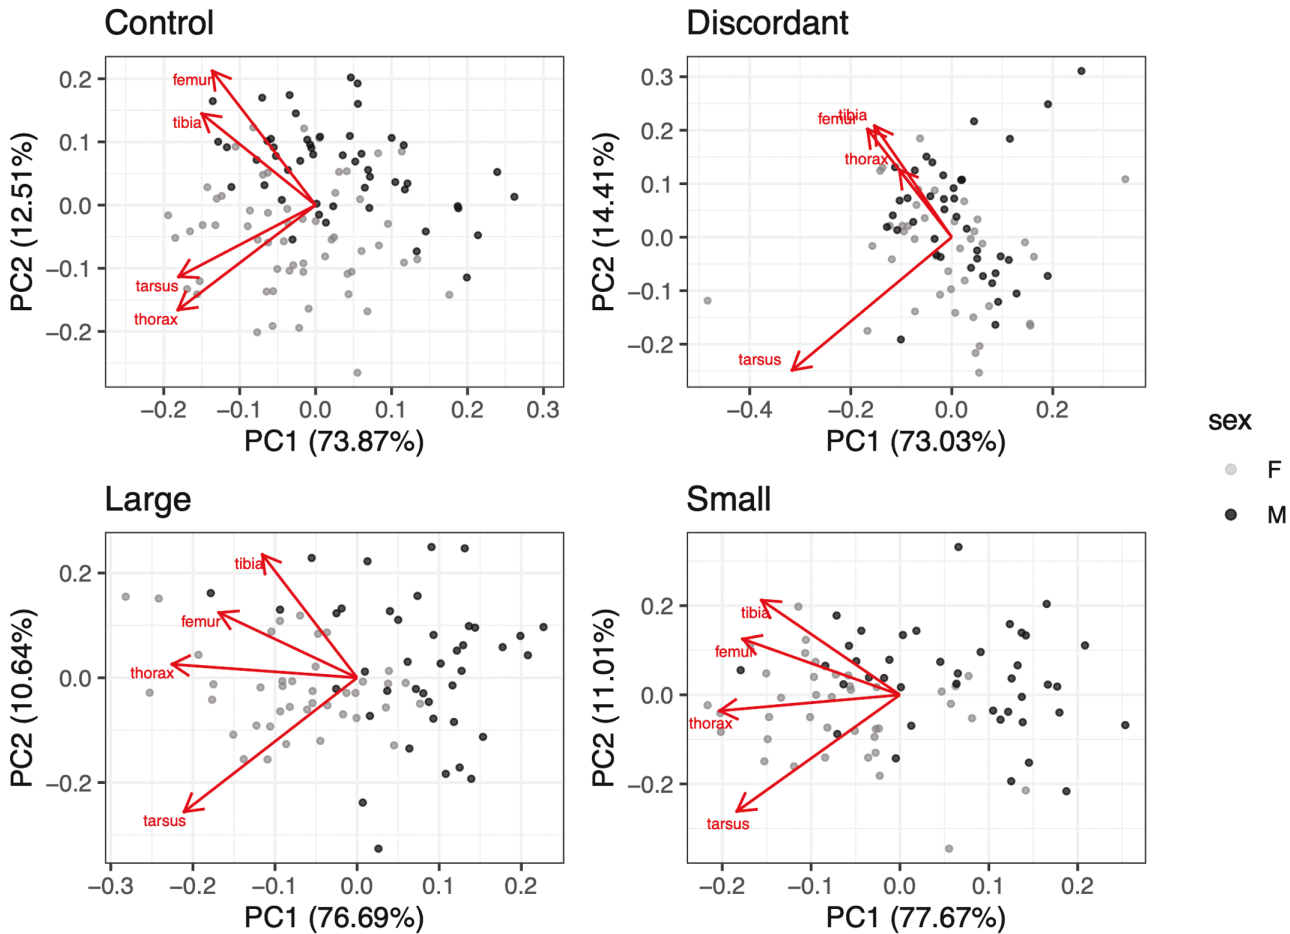 Control
PC2 (12.51%)
0.2
0.1
0.0
−0.1
−0.2
femur
tibia
tarsus
thorax
−0.2 −0.1 0.0 0.1 0.2 0.3
PC1 (73.87%)
Discordant
PC2 (14.41%)
0.3
0.2
0.1
0.0
−0.1
−0.2
tibia
femur
thorax
tarsus
−0.4 −0.2 0.0 0.2
PC1 (73.03%)
Large
PC2 (10.64%)
0.2
0.0
−0.2
tibia
femur
thorax
tarsus
−0.3 −0.2 −0.1 0.0 0.1 0.2
PC1 (76.69%)
Small
PC2 (11.01%)
0.2
0.0
−0.2
tibia
femur
thorax
tarsus
−0.2 −0.1 0.0 0.1 0.2
PC1 (77.67%)
sex
F
M